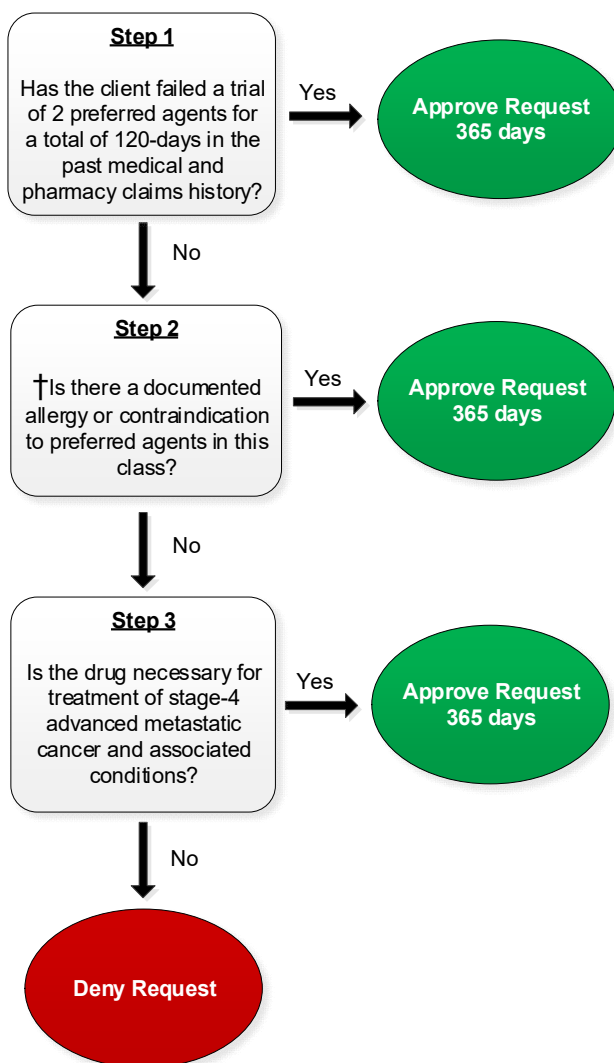 Step 1
Has the client failed a trial
of 2 preferred agents for
a total of 120-days in the
past medical and
pharmacy claims history?
Yes
Approve Request
365 days
No
Step 2
†Is there a documented
allergy or contraindication
to preferred agents in this
class?
Yes
Approve Request
365 days
No
Step 3
Is the drug necessary for
treatment of stage-4
advanced metastatic
cancer and associated
conditions?
Yes
Approve Request
365 days
No
Deny Request